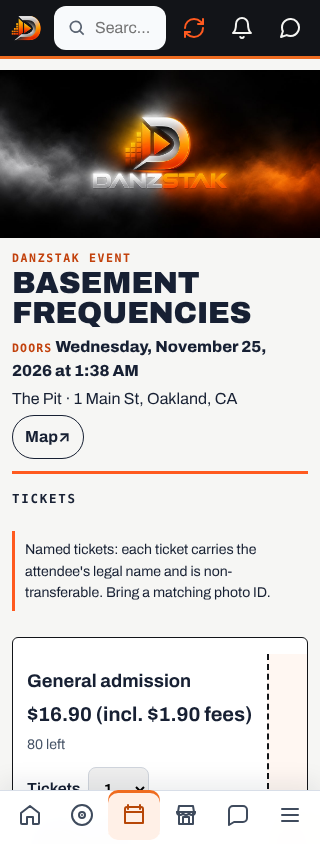 Searc...
DANZSTAK
DANZSTAK EVENT
BASEMENT
FREQUENCIES
DOORS Wednesday, November 25,
2026 at 1:38 AM
The Pit · 1 Main St, Oakland, CA
Map↗
TICKETS
Named tickets: each ticket carries the
attendee's legal name and is non-
transferable. Bring a matching photo ID.
General admission
$16.90 (incl. $1.90 fees)
80 left
Tickets 1